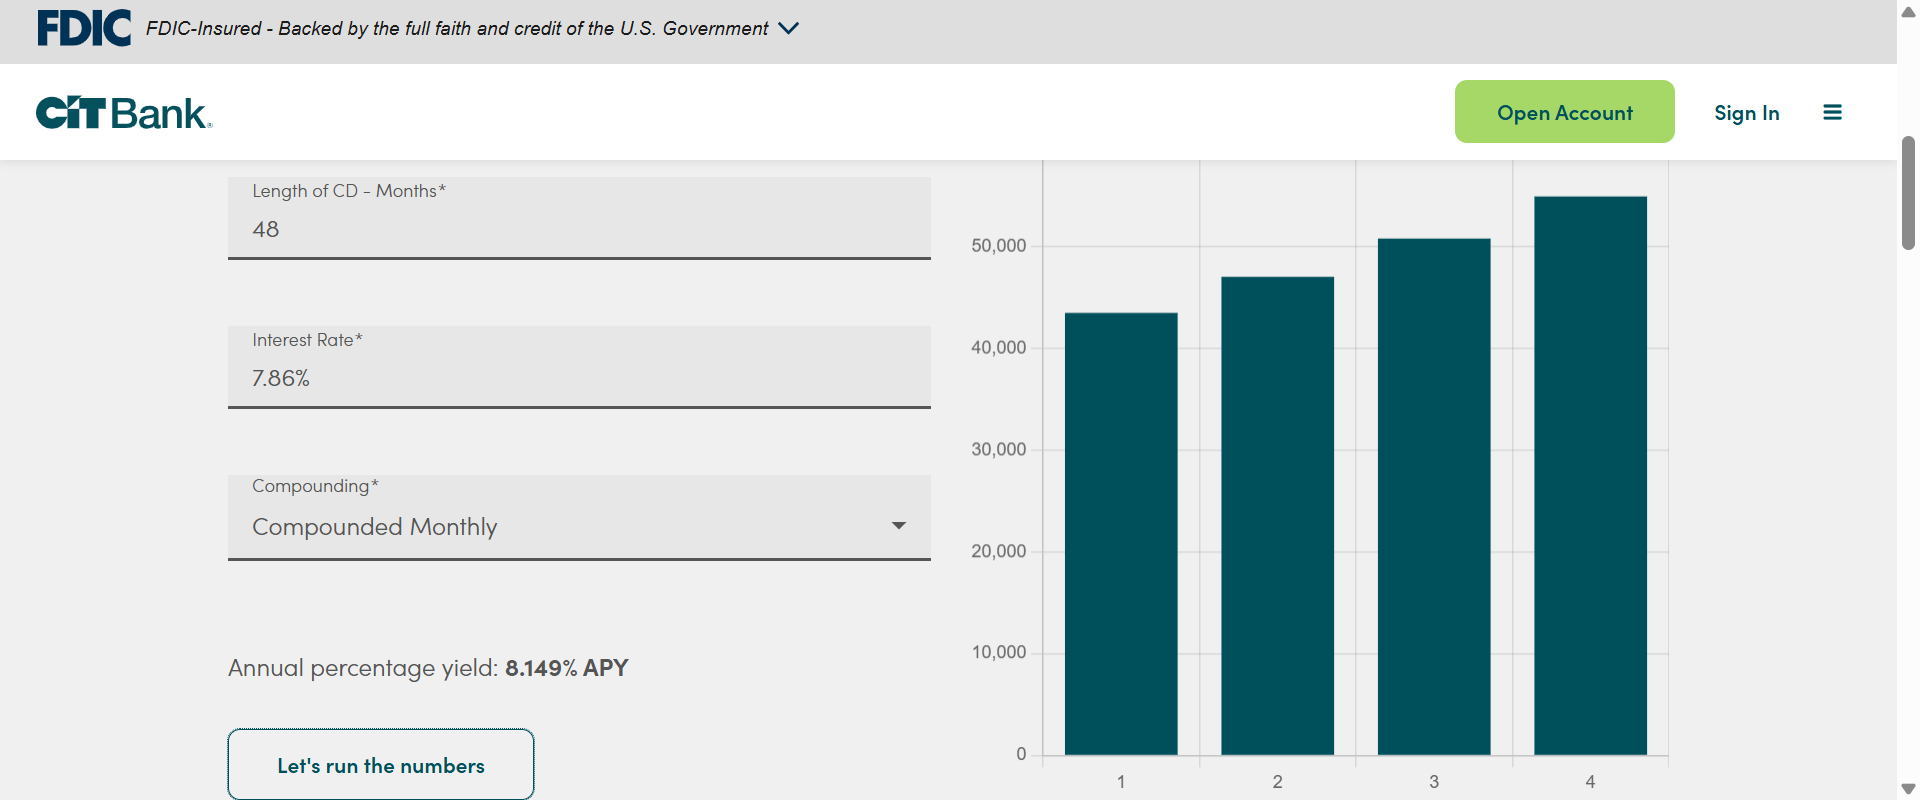 FDIC FDIC-Insured - Backed by the full faith and credit of the U.S. Government
CIT Bank® Open Account Sign In
Length of CD - Months*
48
Interest Rate*
7.86%
Compounding*
Compounded Monthly
Annual percentage yield: 8.149% APY
Let's run the numbers
50,000
40,000
30,000
20,000
10,000
0
1 2 3 4